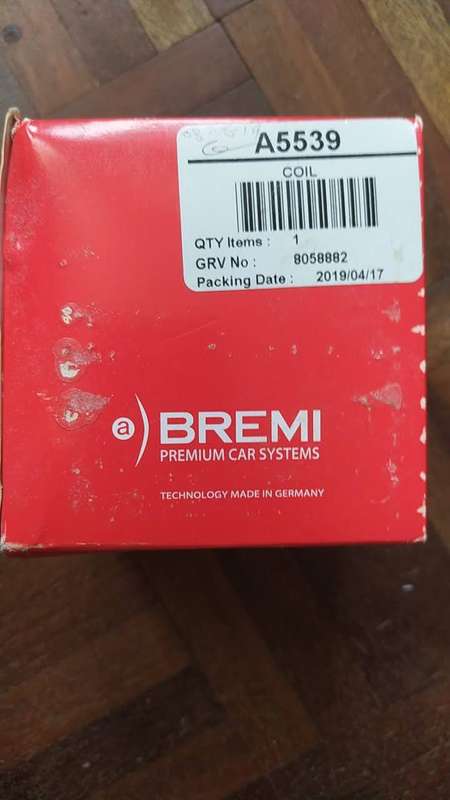 A5539
COIL
QTY Items : 1
GRV No : 8058882
Packing Date : 2019/04/17
a) BREMI
PREMIUM CAR SYSTEMS
TECHNOLOGY MADE IN GERMANY